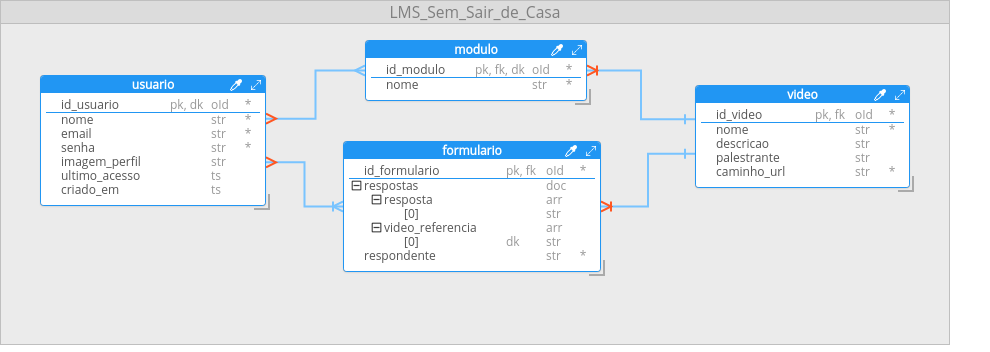 LMS_Sem_Sair_de_Casa
usuario
id_usuario pk, dk oId *
nome str *
email str *
senha str *
imagem_perfil str
ultimo_acesso ts
criado_em ts
modulo
id_modulo pk, fk, dk oId *
nome str *
formulario
id_formulario pk, fk oId *
respostas doc
resposta arr
[0] str
video_referencia arr
[0] dk str
respondente str *
video
id_video pk, fk oId *
nome str *
descricao str
palestrante str
caminho_url str *